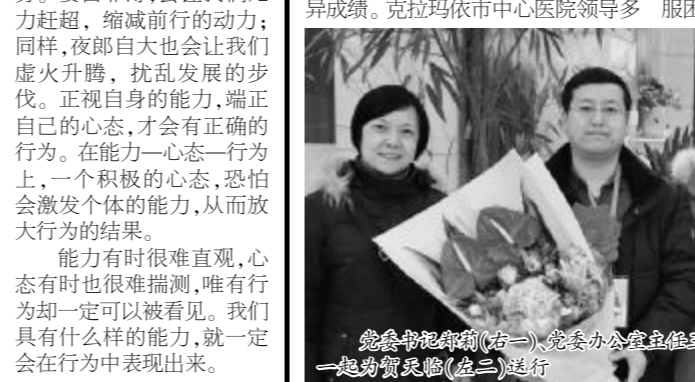 力赶超，缩减前行的动力；
同样，夜郎自大也会让我们
虚火升腾，扰乱发展的步
伐。正视自身的能力，端正
自己的心态，才会有正确的
行为。在能力—心态—行为
上，一个积极的心态，恐怕
会激发个体的能力，从而放
大行为的结果。
能力有时很难直观，心
态有时也很难揣测，唯有行
为却一定可以被看见。我们
具有什么样的能力，就一定
会在行为中表现出来。
异成绩。克拉玛依市中心医院领导多
服困
党委书记郑莉(右一)、党委办公室主任王
一起为贺天临(左二)送行